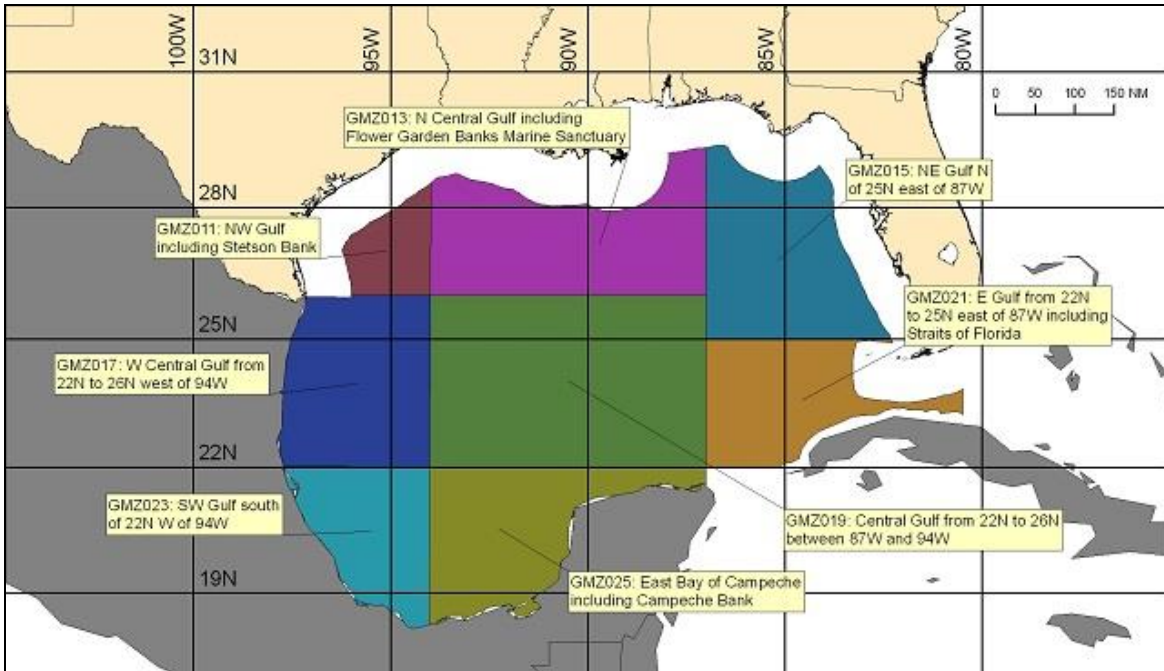 100W
95W
90W
85W
80W
31N
0 50 100 150 NM
GMZ013: N Central Gulf including
Flower Garden Banks Marine Sanctuary
GMZ015: NE Gulf N
of 25N east of 87W
28N
GMZ011: NW Gulf
including Stetson Bank
GMZ021: E Gulf from 22N
to 25N east of 87W including
Straits of Florida
25N
GMZ017: W Central Gulf from
22N to 26N west of 94W
22N
GMZ023: SW Gulf south
of 22N W of 94W
GMZ019: Central Gulf from 22N to 26N
between 87W and 94W
19N
GMZ025: East Bay of Campeche
including Campeche Bank